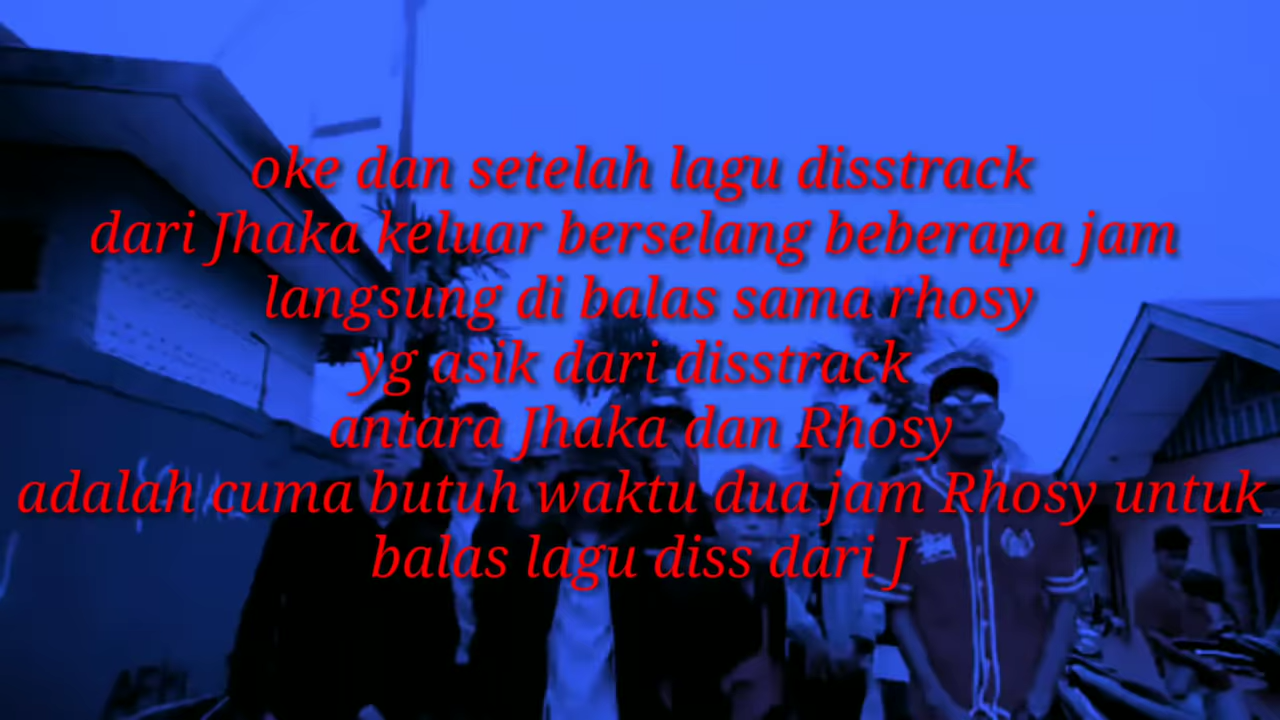 oke dan setelah lagu disstrack
dari Jhaka keluar berselang beberapa jam
langsung di balas sama rhosy
yg asik dari disstrack
antara Jhaka dan Rhosy
adalah cuma butuh waktu dua jam Rhosy untuk
balas lagu diss dari J